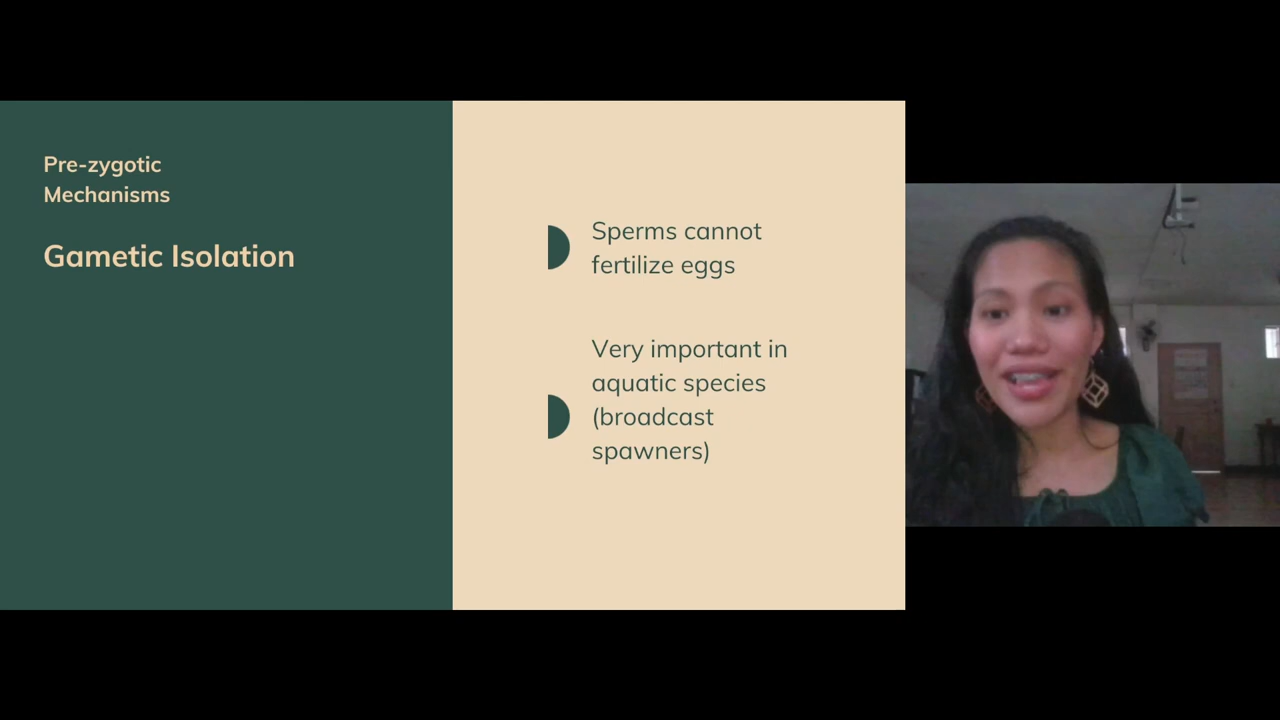 Pre-zygotic
Mechanisms
Gametic Isolation
Sperms cannot
fertilize eggs
Very important in
aquatic species
(broadcast
spawners)